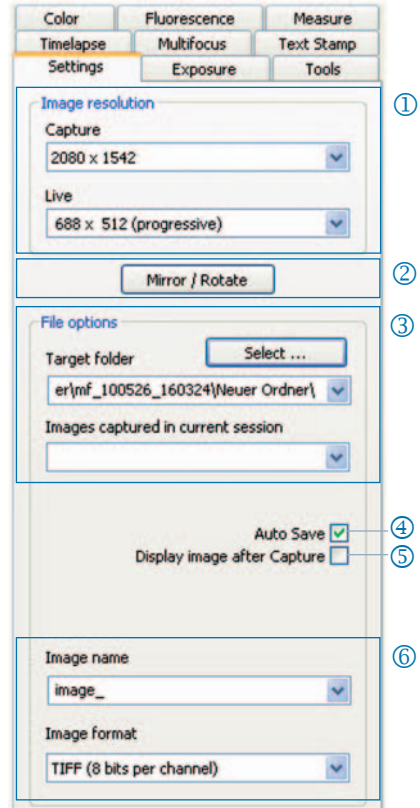 Color Fluorescence Measure
Timelapse Multifocus Text Stamp
Settings Exposure Tools
Image resolution
①
Capture
2080 x 1542
Live
688 x 512 (progressive)
Mirror / Rotate
②
File options
③
Select ...
Target folder
er\mf_100526_160324\Neuer Ordner\
Images captured in current session
Auto Save
④
Display image after Capture
⑤
Image name
⑥
image_
Image format
TIFF (8 bits per channel)